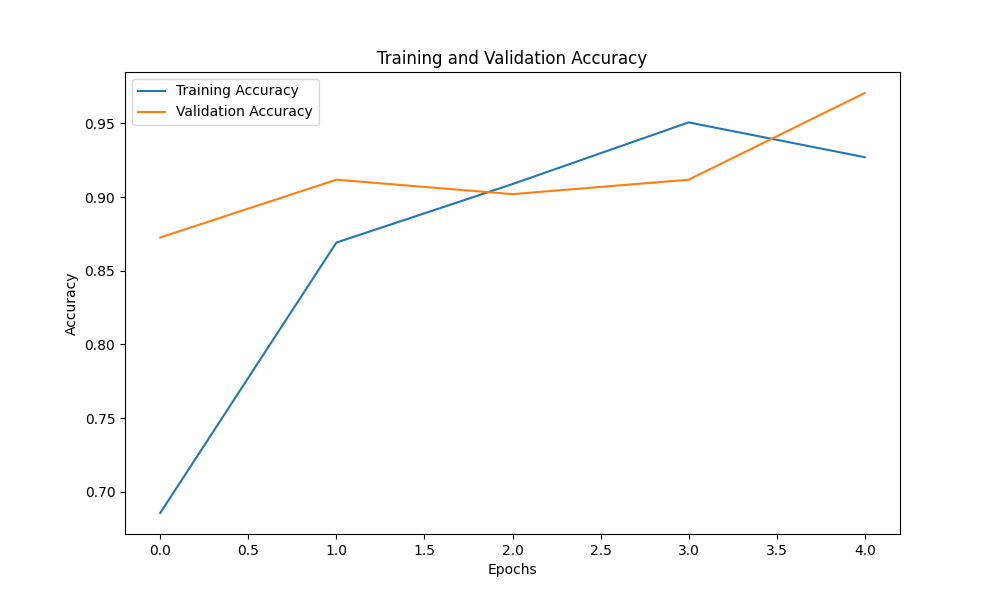 Training and Validation Accuracy
Training Accuracy
Validation Accuracy
Accuracy
0.95
0.90
0.85
0.80
0.75
0.70
0.0 0.5 1.0 1.5 2.0 2.5 3.0 3.5 4.0
Epochs